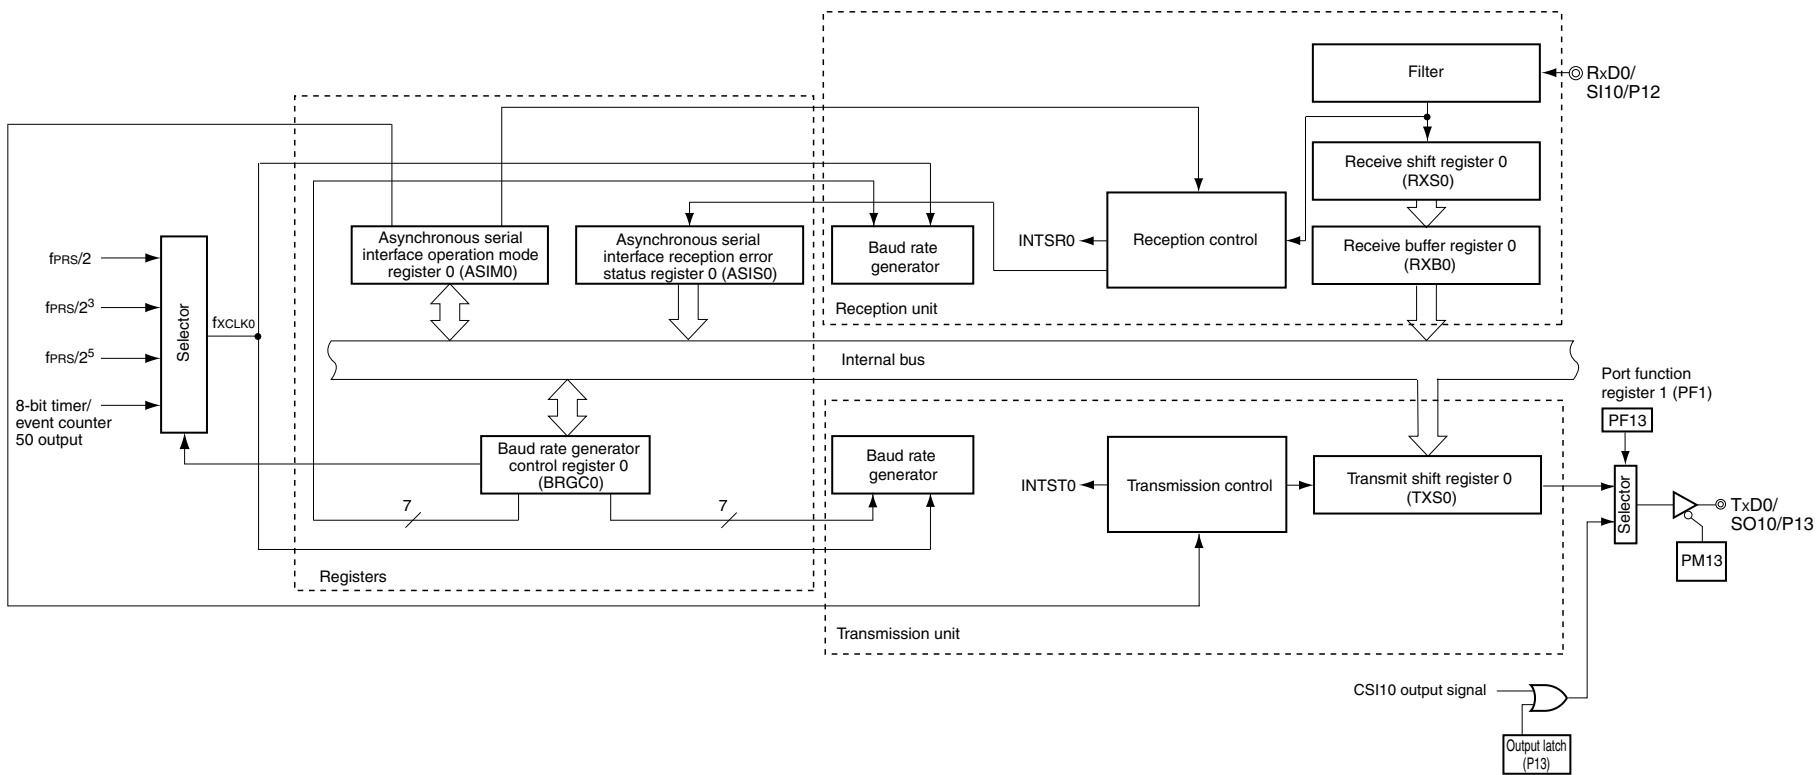 Filter
RxD0/
SI10/P12
Receive shift register 0
(RXS0)
Asynchronous serial
interface operation mode
register 0 (ASIM0)
Asynchronous serial
interface reception error
status register 0 (ASIS0)
Baud rate
generator
INTSR0
Reception control
Receive buffer register 0
(RXB0)
Reception unit
fPRS/2
fPRS/2³
fPRS/2⁵
8-bit timer/
event counter
50 output
Selector
fXCLK0
Internal bus
Port function
register 1 (PF1)
PF13
Baud rate generator
control register 0
(BRGC0)
7
7
Baud rate
generator
INTST0
Transmission control
Transmit shift register 0
(TXS0)
Selector
TxD0/
SO10/P13
PM13
Registers
Transmission unit
CSI10 output signal
Output latch
(P13)